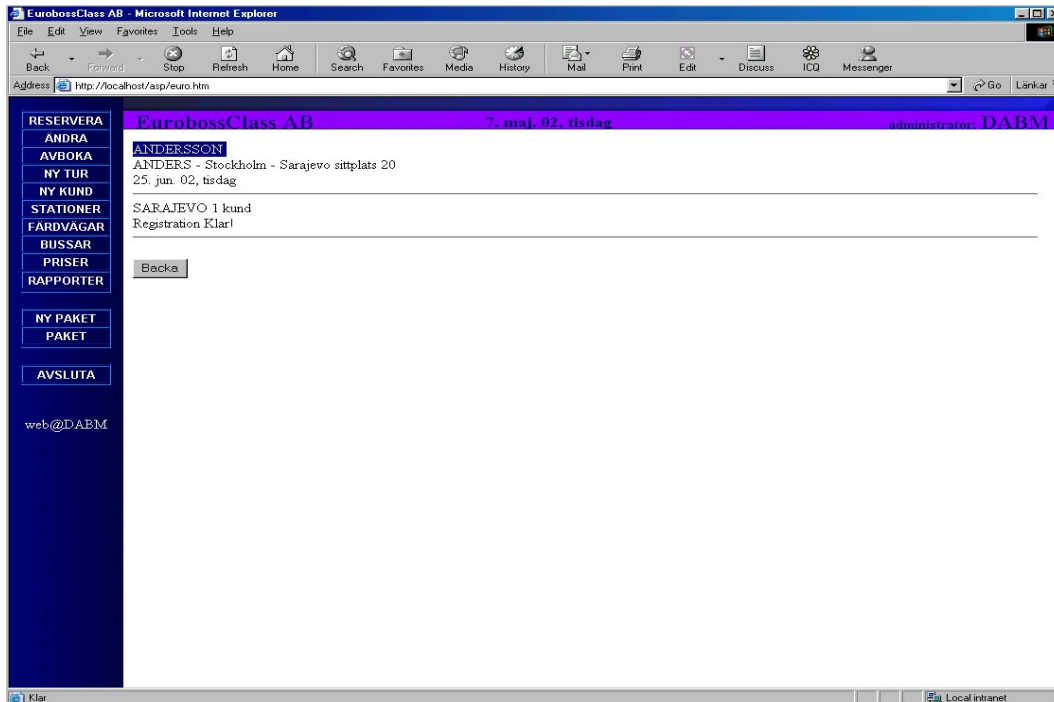 EurobossClass AB - Microsoft Internet Explorer
File Edit View Favorites Tools Help
Back Forward Stop Refresh Home Search Favorites Media History Mail Print Edit Discuss ICQ Messenger
Address http://localhost/asp/euro.htm Go Länkar
EurobossClass AB 7. maj. 02, tisdag administrator: DABM
RESERVERA
ÄNDRA
AVBOKA
NY TUR
NY KUND
STATIONER
FÄRDVÄGAR
BUSSAR
PRISER
RAPPORTER
NY PAKET
PAKET
AVSLUTA
web@DABM
ANDERSSON
ANDERS - Stockholm - Sarajevo sittplats 20
25. jun. 02, tisdag
SARAJEVO 1 kund
Registration Klar!
Backa
Klar Local intranet